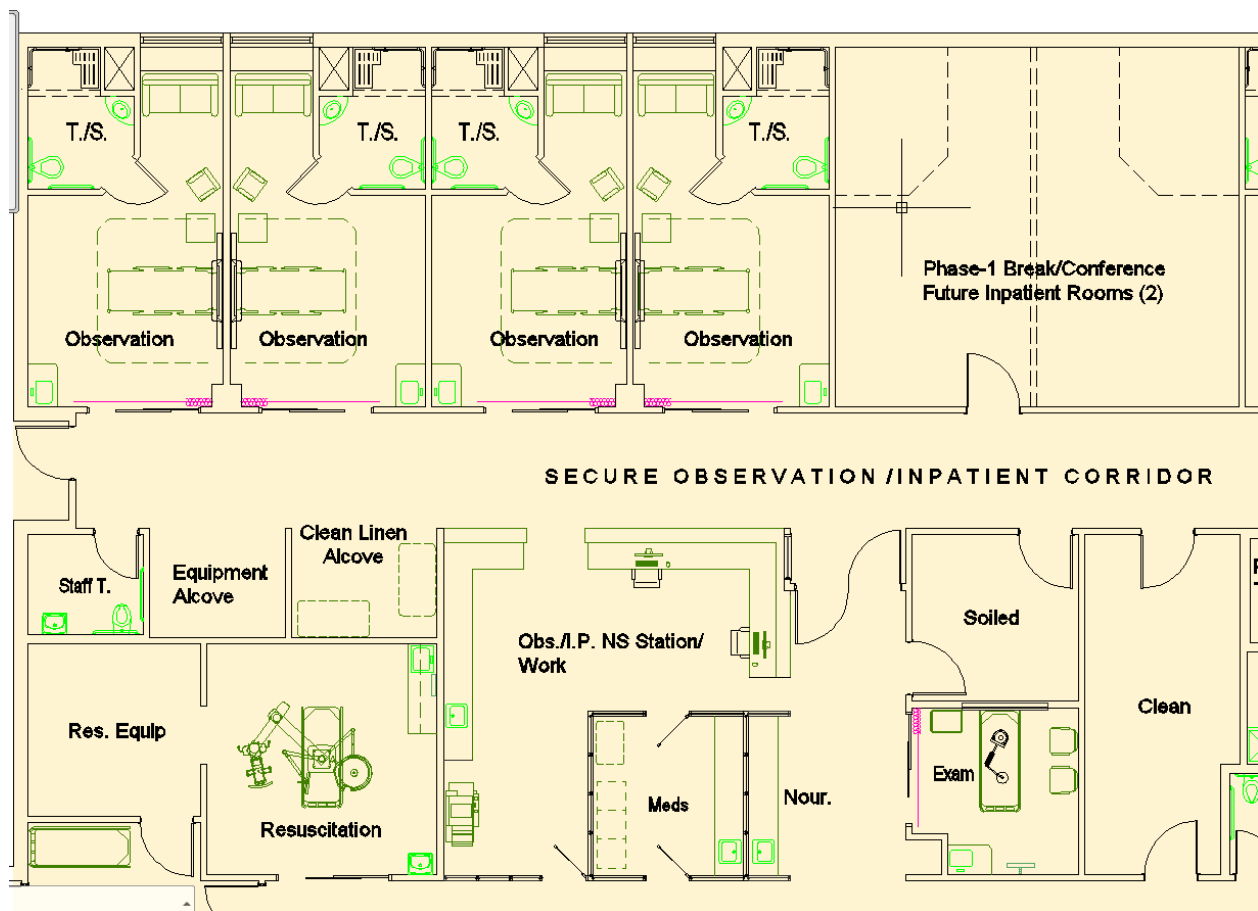 T./S.
T./S.
T./S.
T./S.
Phase-1 Break/Conference
Future Inpatient Rooms (2)
Observation
Observation
Observation
Observation
SECURE OBSERVATION /INPATIENT CORRIDOR
Clean Linen
Alcove
Equipment
Alcove
Staff T.
Obs./I.P. NS Station/
Work
Soiled
Clean
Res. Equip
Exam
Meds
Nour.
Resuscitation